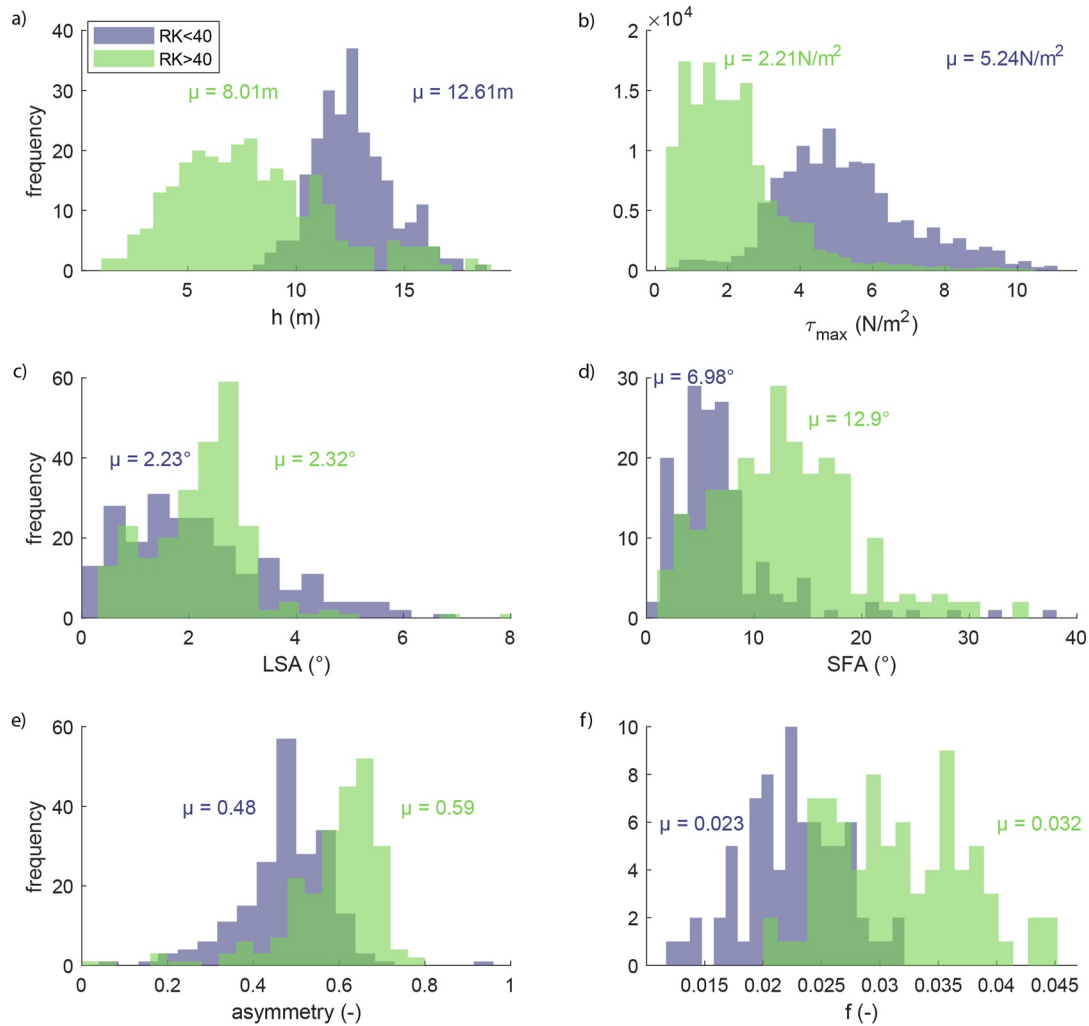 a)
RK<40
RK>40
μ = 8.01m
μ = 12.61m
40
30
20
10
0
frequency
5
10
15
h (m)
b)
×10⁴
μ = 2.21N/m²
μ = 5.24N/m²
2
1.5
1
0.5
0
0
2
4
6
8
10
τmax (N/m²)
c)
μ = 2.23°
μ = 2.32°
60
40
20
0
frequency
0
2
4
6
8
LSA (°)
d)
μ = 6.98°
μ = 12.9°
30
20
10
0
0
10
20
30
40
SFA (°)
e)
μ = 0.48
μ = 0.59
60
40
20
0
frequency
0
0.2
0.4
0.6
0.8
1
asymmetry (-)
f)
μ = 0.023
μ = 0.032
10
8
6
4
2
0
0.015
0.02
0.025
0.03
0.035
0.04
0.045
f (-)